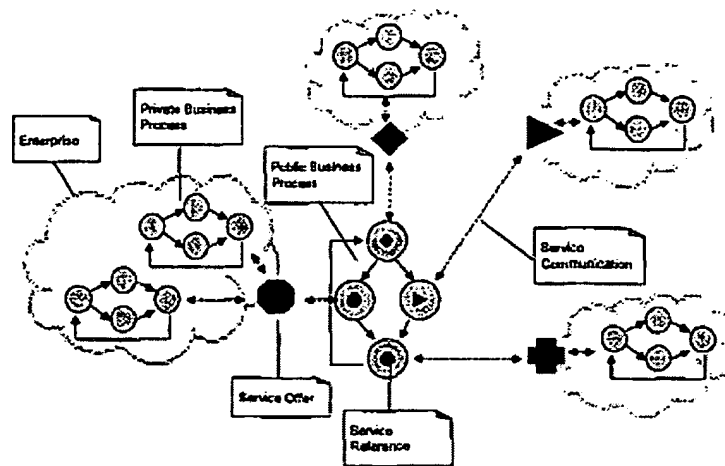 Private Business
Process
Enterprise
Public Business
Process
Service
Communication
Service Offer
Service
Reference